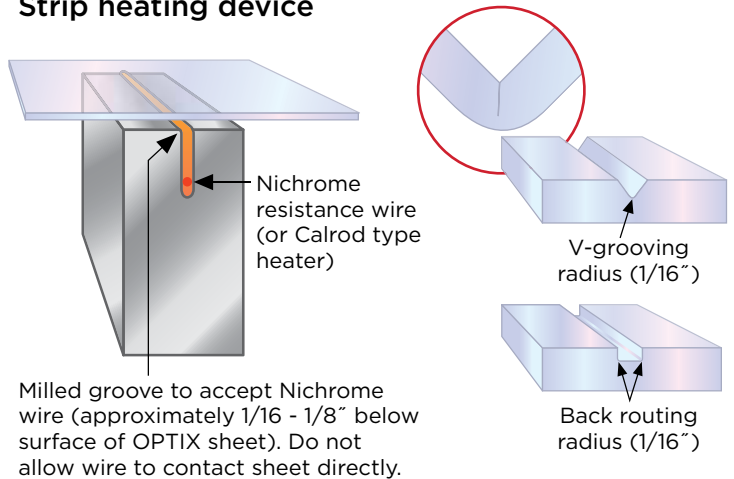 Strip heating device
Nichrome
resistance wire
(or Calrod type
heater)
V-grooving
radius (1/16˝)
Milled groove to accept Nichrome
wire (approximately 1/16 - 1/8˝ below
surface of OPTIX sheet). Do not
allow wire to contact sheet directly.
Back routing
radius (1/16˝)